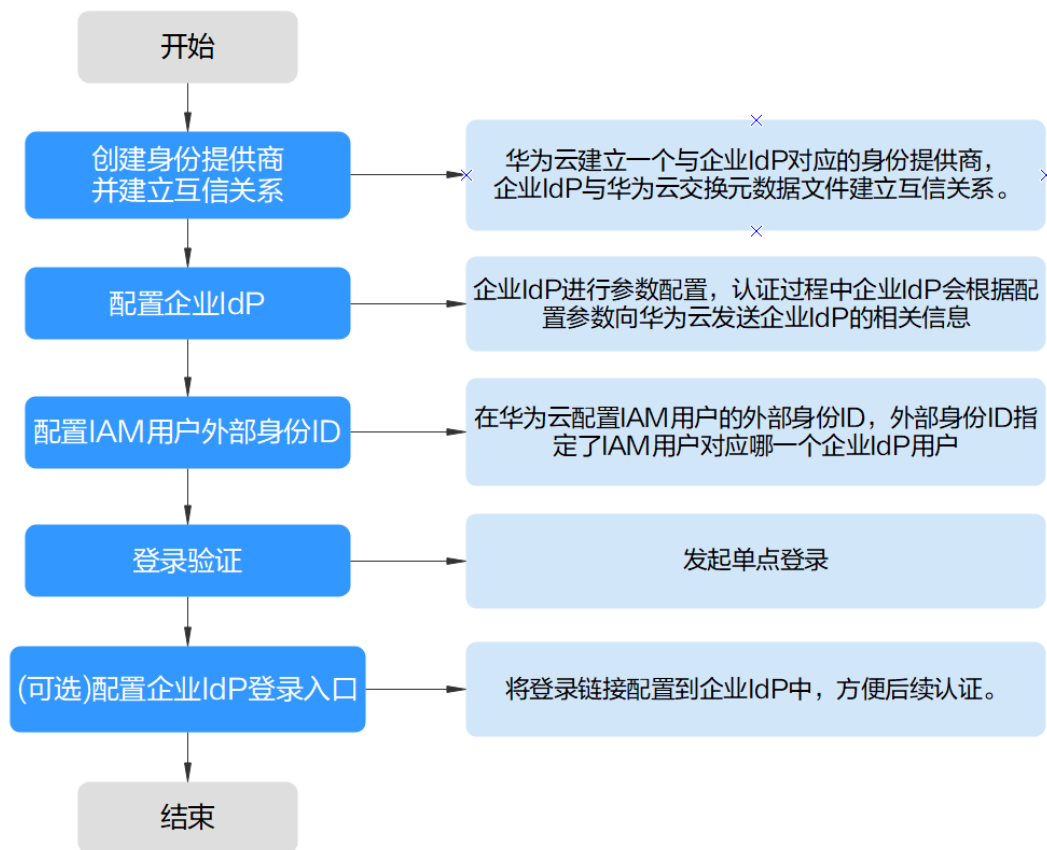 开始
创建身份提供商
并建立互信关系
华为云建立一个与企业IdP对应的身份提供商，
企业IdP与华为云交换元数据文件建立互信关系。
配置企业IdP
企业IdP进行参数配置，认证过程中企业IdP会根据配
置参数向华为云发送企业IdP的相关信息
配置IAM用户外部身份ID
在华为云配置IAM用户的外部身份ID，外部身份ID指
定了IAM用户对应哪一个企业IdP用户
登录验证
发起单点登录
(可选)配置企业IdP登录入口
将登录链接配置到企业IdP中，方便后续认证。
结束